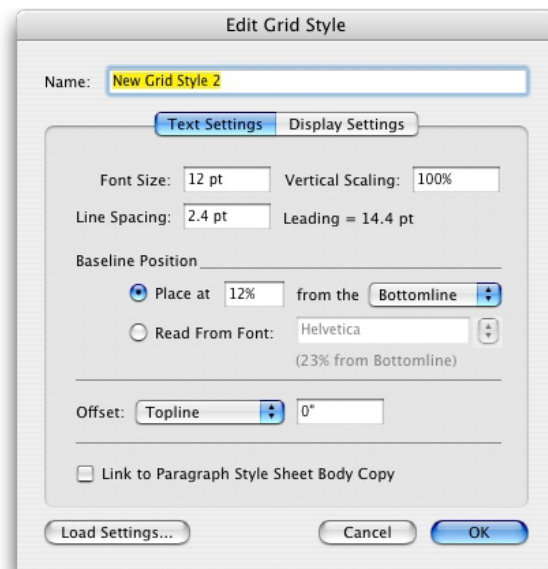 Edit Grid Style
Name: New Grid Style 2
Text Settings Display Settings
Font Size: 12 pt Vertical Scaling: 100%
Line Spacing: 2.4 pt Leading = 14.4 pt
Baseline Position
Place at 12% from the Bottomline
Read From Font: Helvetica
(23% from Bottomline)
Offset: Topline 0"
Link to Paragraph Style Sheet Body Copy
Load Settings... Cancel OK